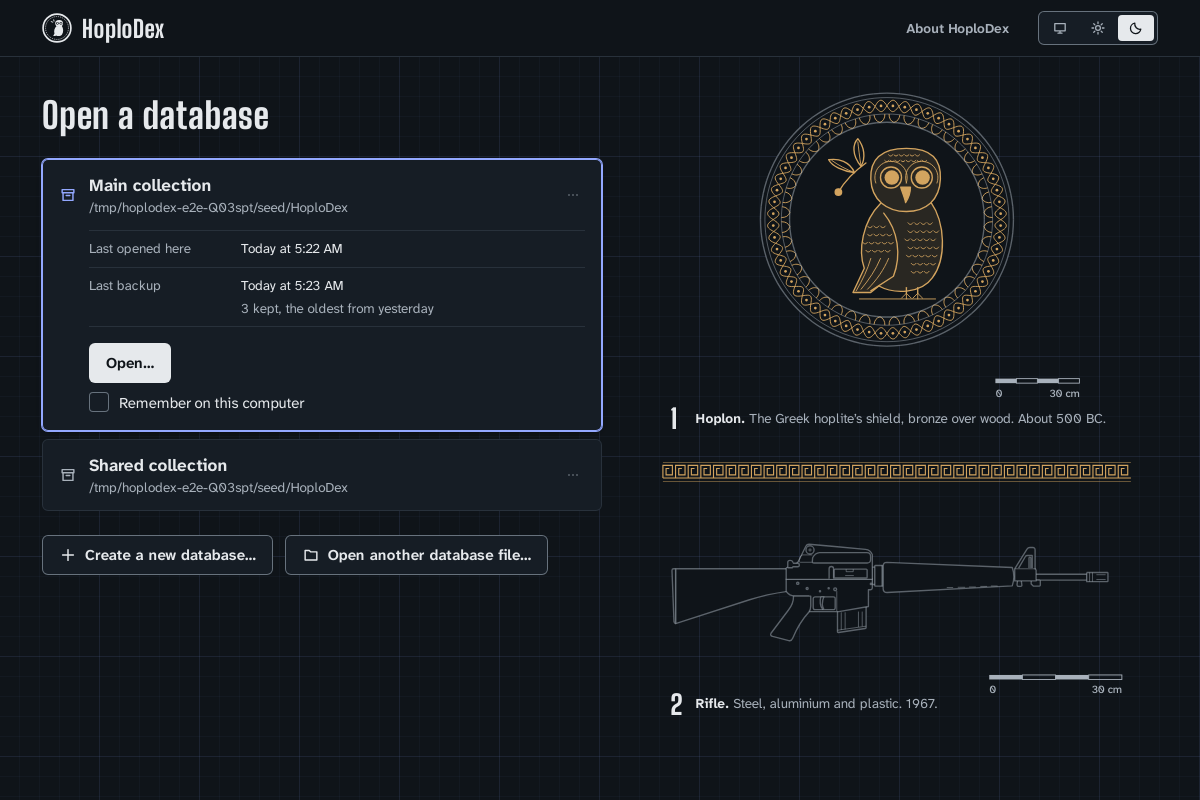 HoploDex
About HoploDex
Open a database
Main collection
/tmp/hoplodex-e2e-Q03spt/seed/HoploDex
Last opened here
Today at 5:22 AM
Last backup
Today at 5:23 AM
3 kept, the oldest from yesterday
Open...
Remember on this computer
Shared collection
/tmp/hoplodex-e2e-Q03spt/seed/HoploDex
Create a new database...
Open another database file...
0 30 cm
1 Hoplon. The Greek hoplite's shield, bronze over wood. About 500 BC.
0 30 cm
2 Rifle. Steel, aluminium and plastic. 1967.